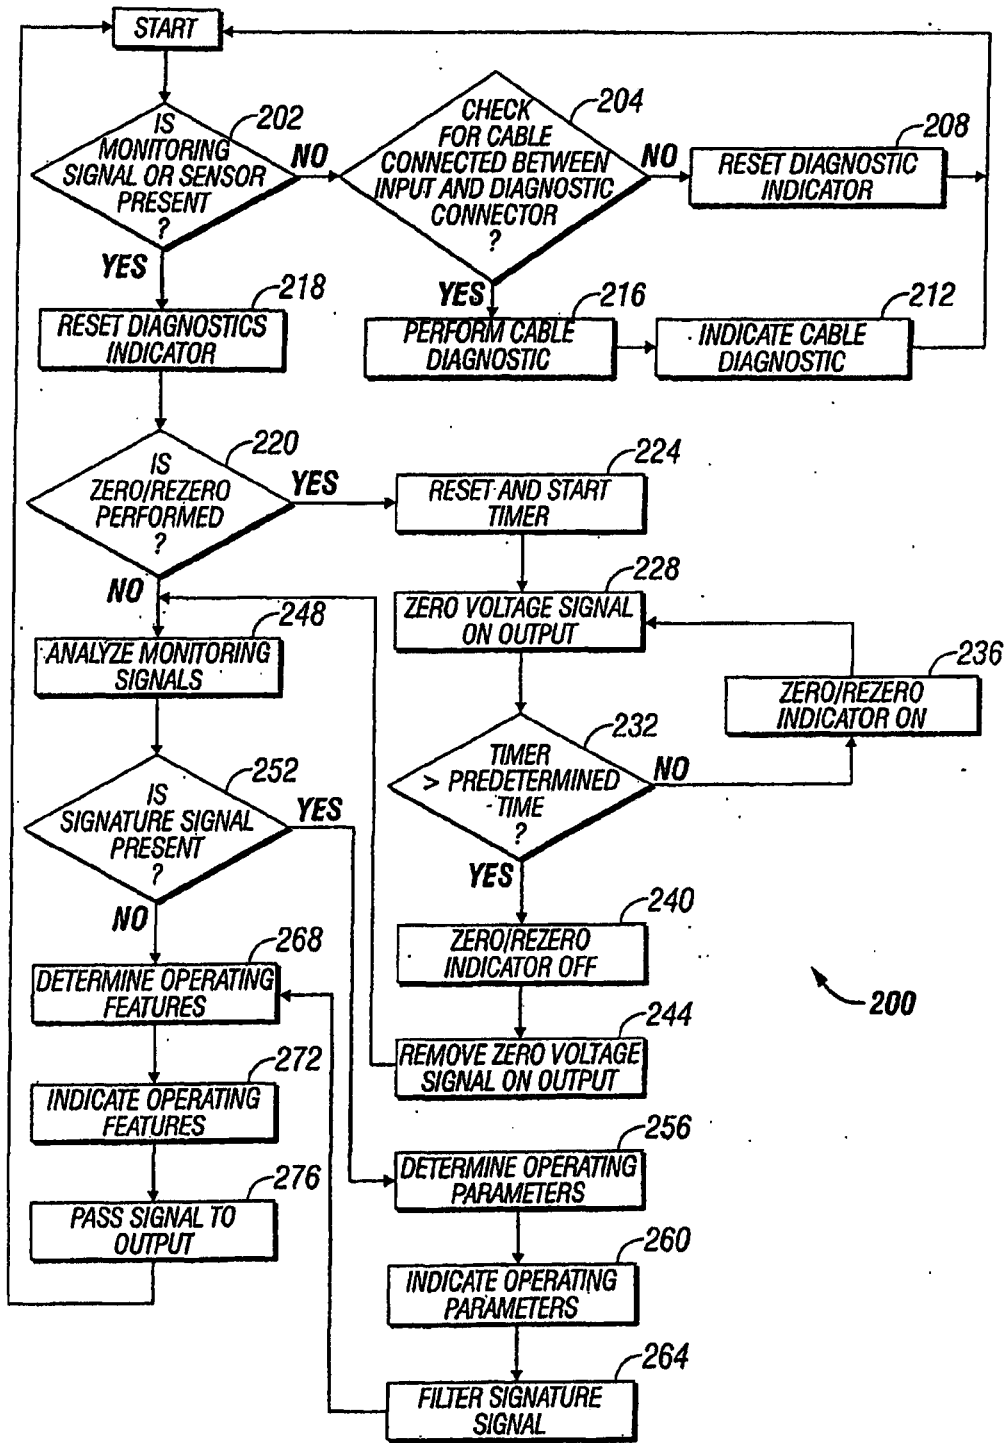 START
IS
MONITORING
SIGNAL OR SENSOR
PRESENT
?
202
NO
YES
CHECK
FOR CABLE
CONNECTED BETWEEN
INPUT AND DIAGNOSTIC
CONNECTOR
?
204
NO
YES
208
RESET DIAGNOSTIC
INDICATOR
218
RESET DIAGNOSTICS
INDICATOR
216
PERFORM CABLE
DIAGNOSTIC
212
INDICATE CABLE
DIAGNOSTIC
220
IS
ZERO/REZERO
PERFORMED
?
YES
NO
224
RESET AND START
TIMER
228
ZERO VOLTAGE SIGNAL
ON OUTPUT
236
ZERO/REZERO
INDICATOR ON
248
ANALYZE MONITORING
SIGNALS
232
TIMER
> PREDETERMINED
TIME
?
NO
YES
252
IS
SIGNATURE SIGNAL
PRESENT
?
YES
NO
240
ZERO/REZERO
INDICATOR OFF
268
DETERMINE OPERATING
FEATURES
200
244
REMOVE ZERO VOLTAGE
SIGNAL ON OUTPUT
272
INDICATE OPERATING
FEATURES
256
DETERMINE OPERATING
PARAMETERS
276
PASS SIGNAL TO
OUTPUT
260
INDICATE OPERATING
PARAMETERS
264
FILTER SIGNATURE
SIGNAL